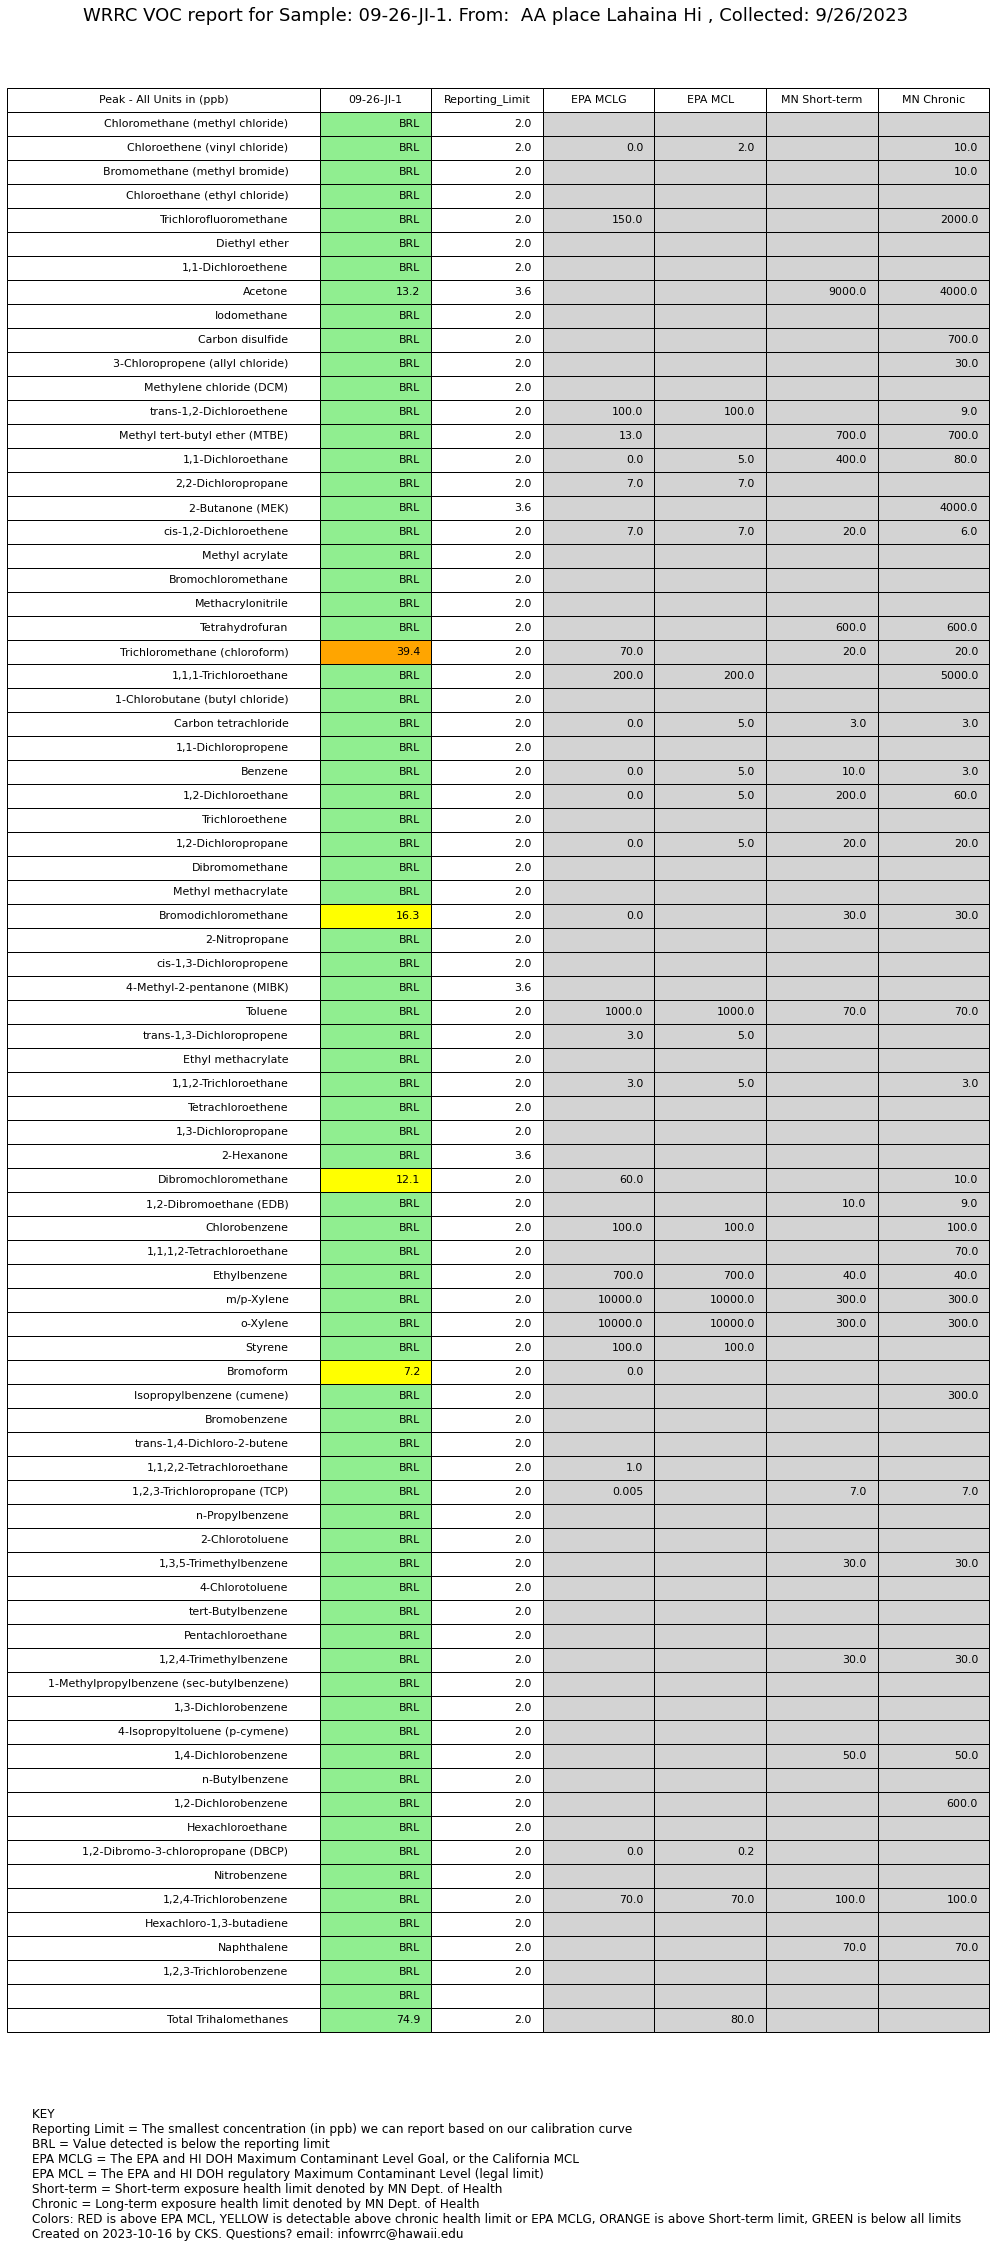 WRRC VOC report for Sample: 09-26-JI-1. From:  AA place Lahaina Hi , Collected: 9/26/2023
Peak - All Units in (ppb) 09-26-JI-1 Reporting_Limit EPA MCLG EPA MCL MN Short-term MN Chronic
Chloromethane (methyl chloride) BRL 2.0
Chloroethene (vinyl chloride) BRL 2.0 0.0 2.0 10.0
Bromomethane (methyl bromide) BRL 2.0 10.0
Chloroethane (ethyl chloride) BRL 2.0
Trichlorofluoromethane BRL 2.0 150.0 2000.0
Diethyl ether BRL 2.0
1,1-Dichloroethene BRL 2.0
Acetone 13.2 3.6 9000.0 4000.0
Iodomethane BRL 2.0
Carbon disulfide BRL 2.0 700.0
3-Chloropropene (allyl chloride) BRL 2.0 30.0
Methylene chloride (DCM) BRL 2.0
trans-1,2-Dichloroethene BRL 2.0 100.0 100.0 9.0
Methyl tert-butyl ether (MTBE) BRL 2.0 13.0 700.0 700.0
1,1-Dichloroethane BRL 2.0 0.0 5.0 400.0 80.0
2,2-Dichloropropane BRL 2.0 7.0 7.0
2-Butanone (MEK) BRL 3.6 4000.0
cis-1,2-Dichloroethene BRL 2.0 7.0 7.0 20.0 6.0
Methyl acrylate BRL 2.0
Bromochloromethane BRL 2.0
Methacrylonitrile BRL 2.0
Tetrahydrofuran BRL 2.0 600.0 600.0
Trichloromethane (chloroform) 39.4 2.0 70.0 20.0 20.0
1,1,1-Trichloroethane BRL 2.0 200.0 200.0 5000.0
1-Chlorobutane (butyl chloride) BRL 2.0
Carbon tetrachloride BRL 2.0 0.0 5.0 3.0 3.0
1,1-Dichloropropene BRL 2.0
Benzene BRL 2.0 0.0 5.0 10.0 3.0
1,2-Dichloroethane BRL 2.0 0.0 5.0 200.0 60.0
Trichloroethene BRL 2.0
1,2-Dichloropropane BRL 2.0 0.0 5.0 20.0 20.0
Dibromomethane BRL 2.0
Methyl methacrylate BRL 2.0
Bromodichloromethane 16.3 2.0 0.0 30.0 30.0
2-Nitropropane BRL 2.0
cis-1,3-Dichloropropene BRL 2.0
4-Methyl-2-pentanone (MIBK) BRL 3.6
Toluene BRL 2.0 1000.0 1000.0 70.0 70.0
trans-1,3-Dichloropropene BRL 2.0 3.0 5.0
Ethyl methacrylate BRL 2.0
1,1,2-Trichloroethane BRL 2.0 3.0 5.0 3.0
Tetrachloroethene BRL 2.0
1,3-Dichloropropane BRL 2.0
2-Hexanone BRL 3.6
Dibromochloromethane 12.1 2.0 60.0 10.0
1,2-Dibromoethane (EDB) BRL 2.0 10.0 9.0
Chlorobenzene BRL 2.0 100.0 100.0 100.0
1,1,1,2-Tetrachloroethane BRL 2.0 70.0
Ethylbenzene BRL 2.0 700.0 700.0 40.0 40.0
m/p-Xylene BRL 2.0 10000.0 10000.0 300.0 300.0
o-Xylene BRL 2.0 10000.0 10000.0 300.0 300.0
Styrene BRL 2.0 100.0 100.0
Bromoform 7.2 2.0 0.0
Isopropylbenzene (cumene) BRL 2.0 300.0
Bromobenzene BRL 2.0
trans-1,4-Dichloro-2-butene BRL 2.0
1,1,2,2-Tetrachloroethane BRL 2.0 1.0
1,2,3-Trichloropropane (TCP) BRL 2.0 0.005 7.0 7.0
n-Propylbenzene BRL 2.0
2-Chlorotoluene BRL 2.0
1,3,5-Trimethylbenzene BRL 2.0 30.0 30.0
4-Chlorotoluene BRL 2.0
tert-Butylbenzene BRL 2.0
Pentachloroethane BRL 2.0
1,2,4-Trimethylbenzene BRL 2.0 30.0 30.0
1-Methylpropylbenzene (sec-butylbenzene) BRL 2.0
1,3-Dichlorobenzene BRL 2.0
4-Isopropyltoluene (p-cymene) BRL 2.0
1,4-Dichlorobenzene BRL 2.0 50.0 50.0
n-Butylbenzene BRL 2.0
1,2-Dichlorobenzene BRL 2.0 600.0
Hexachloroethane BRL 2.0
1,2-Dibromo-3-chloropropane (DBCP) BRL 2.0 0.0 0.2
Nitrobenzene BRL 2.0
1,2,4-Trichlorobenzene BRL 2.0 70.0 70.0 100.0 100.0
Hexachloro-1,3-butadiene BRL 2.0
Naphthalene BRL 2.0 70.0 70.0
1,2,3-Trichlorobenzene BRL 2.0
BRL
Total Trihalomethanes 74.9 2.0 80.0
KEY
Reporting Limit = The smallest concentration (in ppb) we can report based on our calibration curve
BRL = Value detected is below the reporting limit
EPA MCLG = The EPA and HI DOH Maximum Contaminant Level Goal, or the California MCL
EPA MCL = The EPA and HI DOH regulatory Maximum Contaminant Level (legal limit)
Short-term = Short-term exposure health limit denoted by MN Dept. of Health
Chronic = Long-term exposure health limit denoted by MN Dept. of Health
Colors: RED is above EPA MCL, YELLOW is detectable above chronic health limit or EPA MCLG, ORANGE is above Short-term limit, GREEN is below all limits
Created on 2023-10-16 by CKS. Questions? email: infowrrc@hawaii.edu